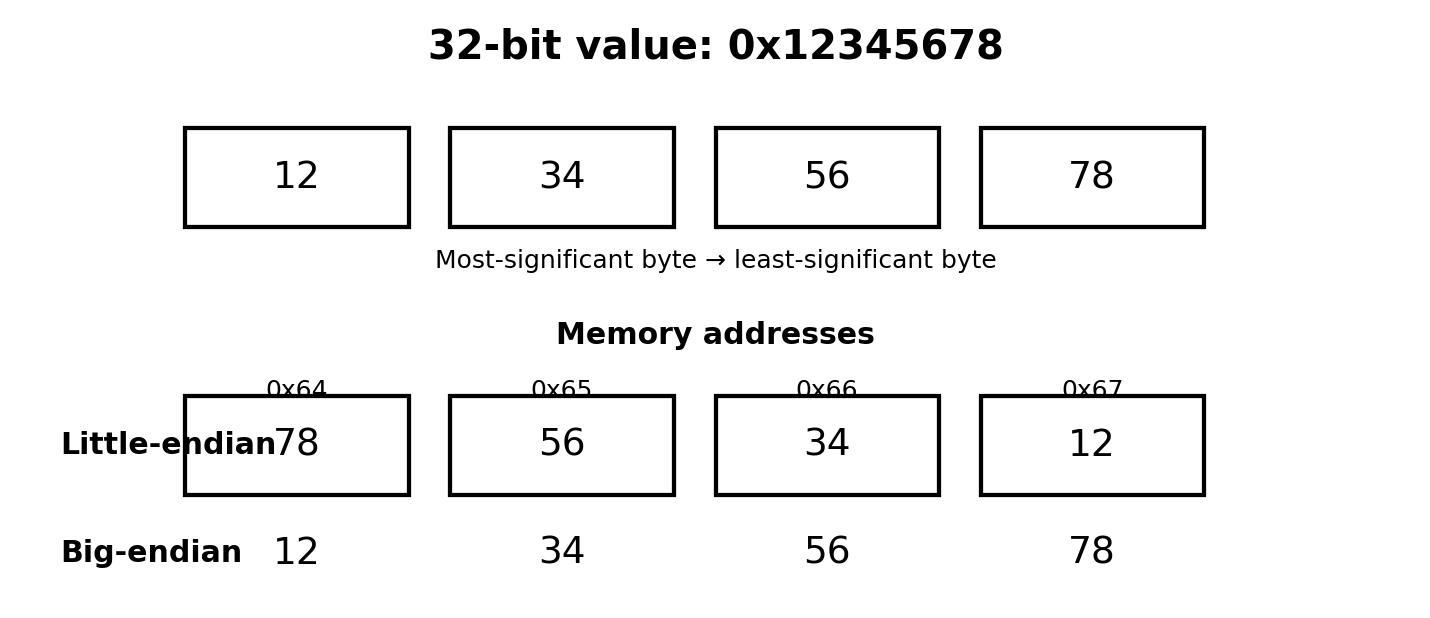 32-bit value: 0x12345678
12 34 56 78
Most-significant byte → least-significant byte
Memory addresses
0x64 0x65 0x66 0x67
Little-endian 78 56 34 12
Big-endian 12 34 56 78